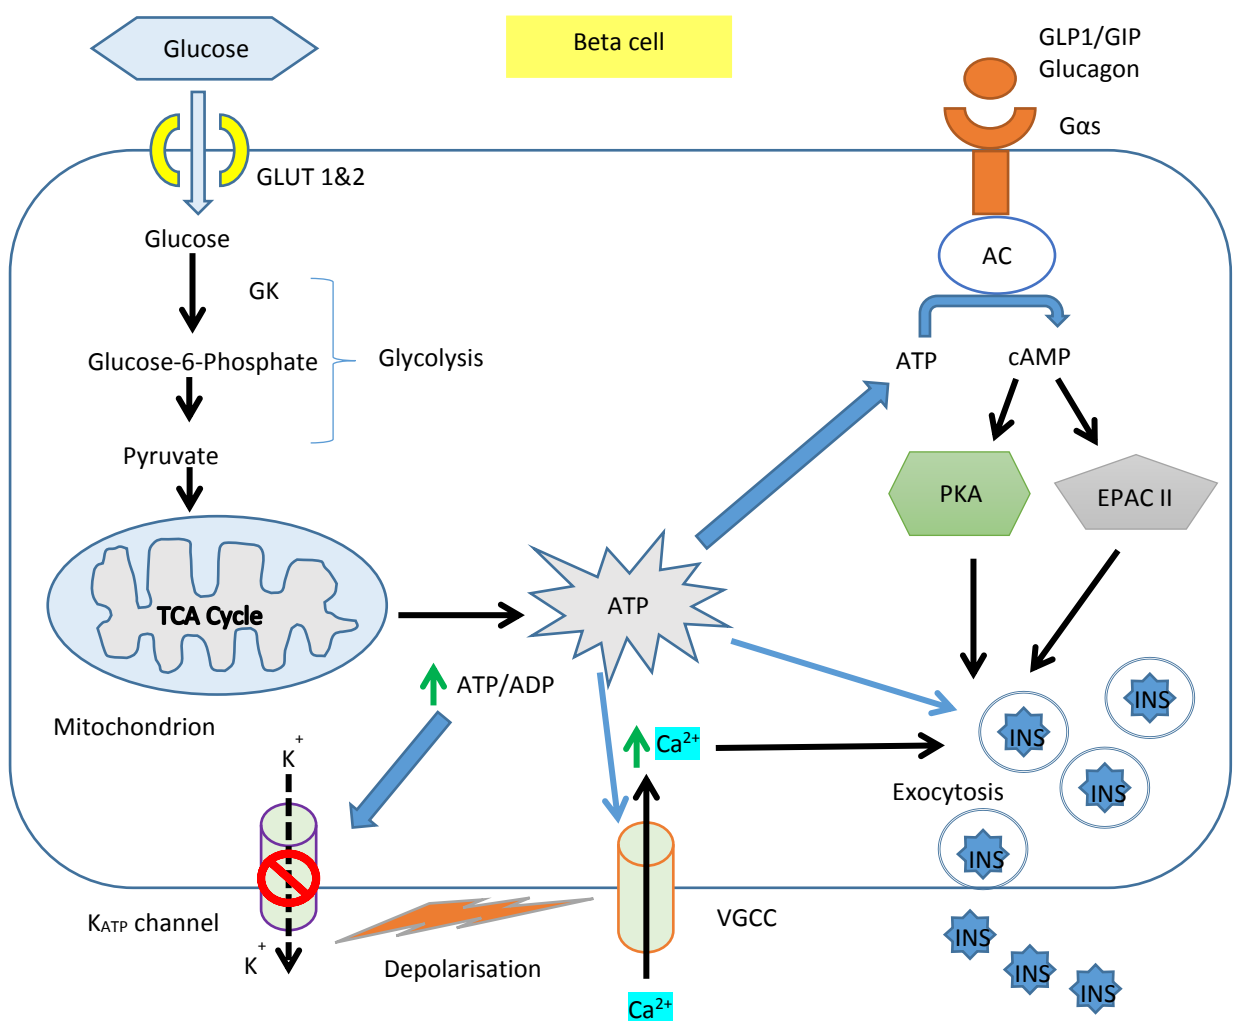 Glucose
Beta cell
GLP1/GIP
Glucagon
Gαs
GLUT 1&2
Glucose
AC
GK
Glucose-6-Phosphate
Glycolysis
ATP
cAMP
Pyruvate
PKA
EPAC II
TCA Cycle
ATP
ATP/ADP
Mitochondrion
K⁺
Ca²⁺
INS
INS
INS
Exocytosis
INS
KATP channel
VGCC
K⁺
Depolarisation
INS
INS
INS
Ca²⁺